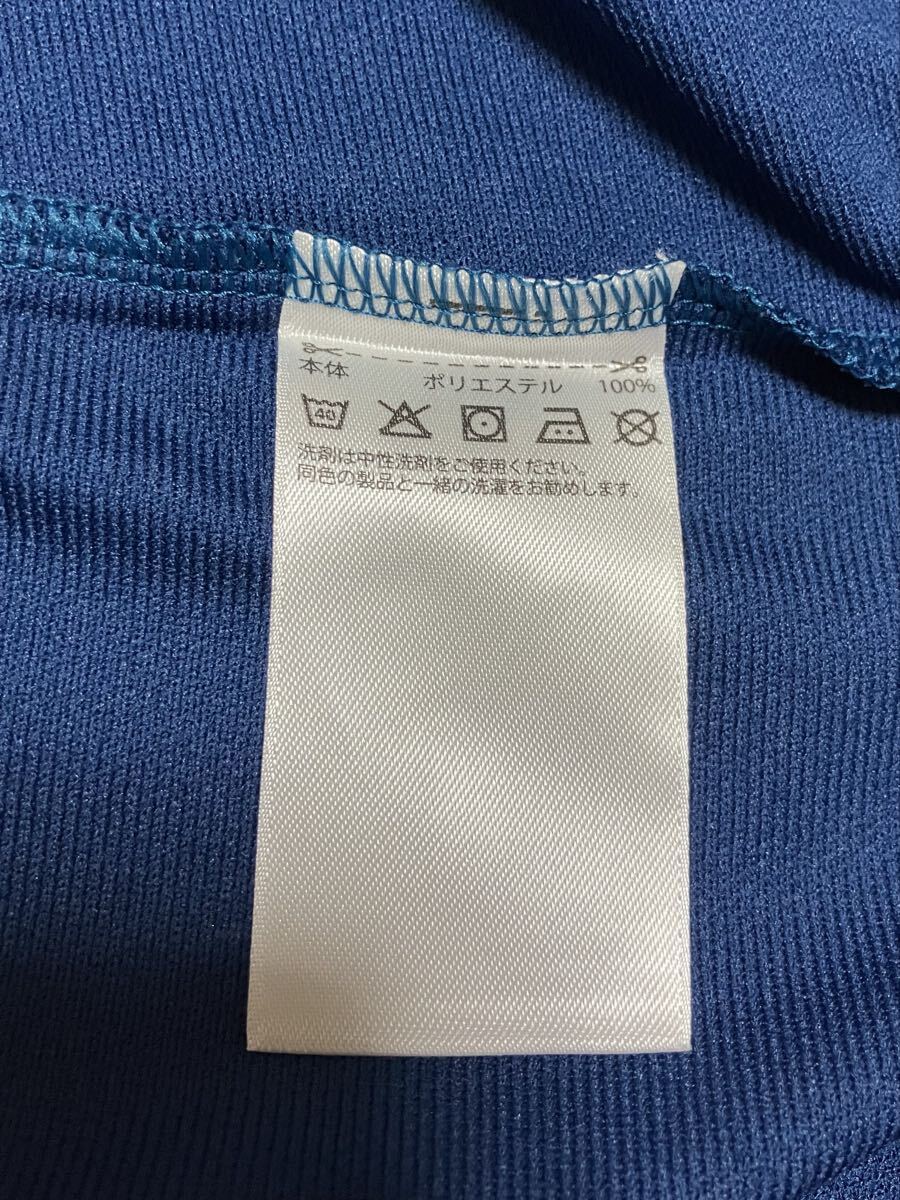 本体 ポリエステル 100%
40
洗剤は中性洗剤をご使用ください。
同色の製品と一緒の洗濯をお勧めします。